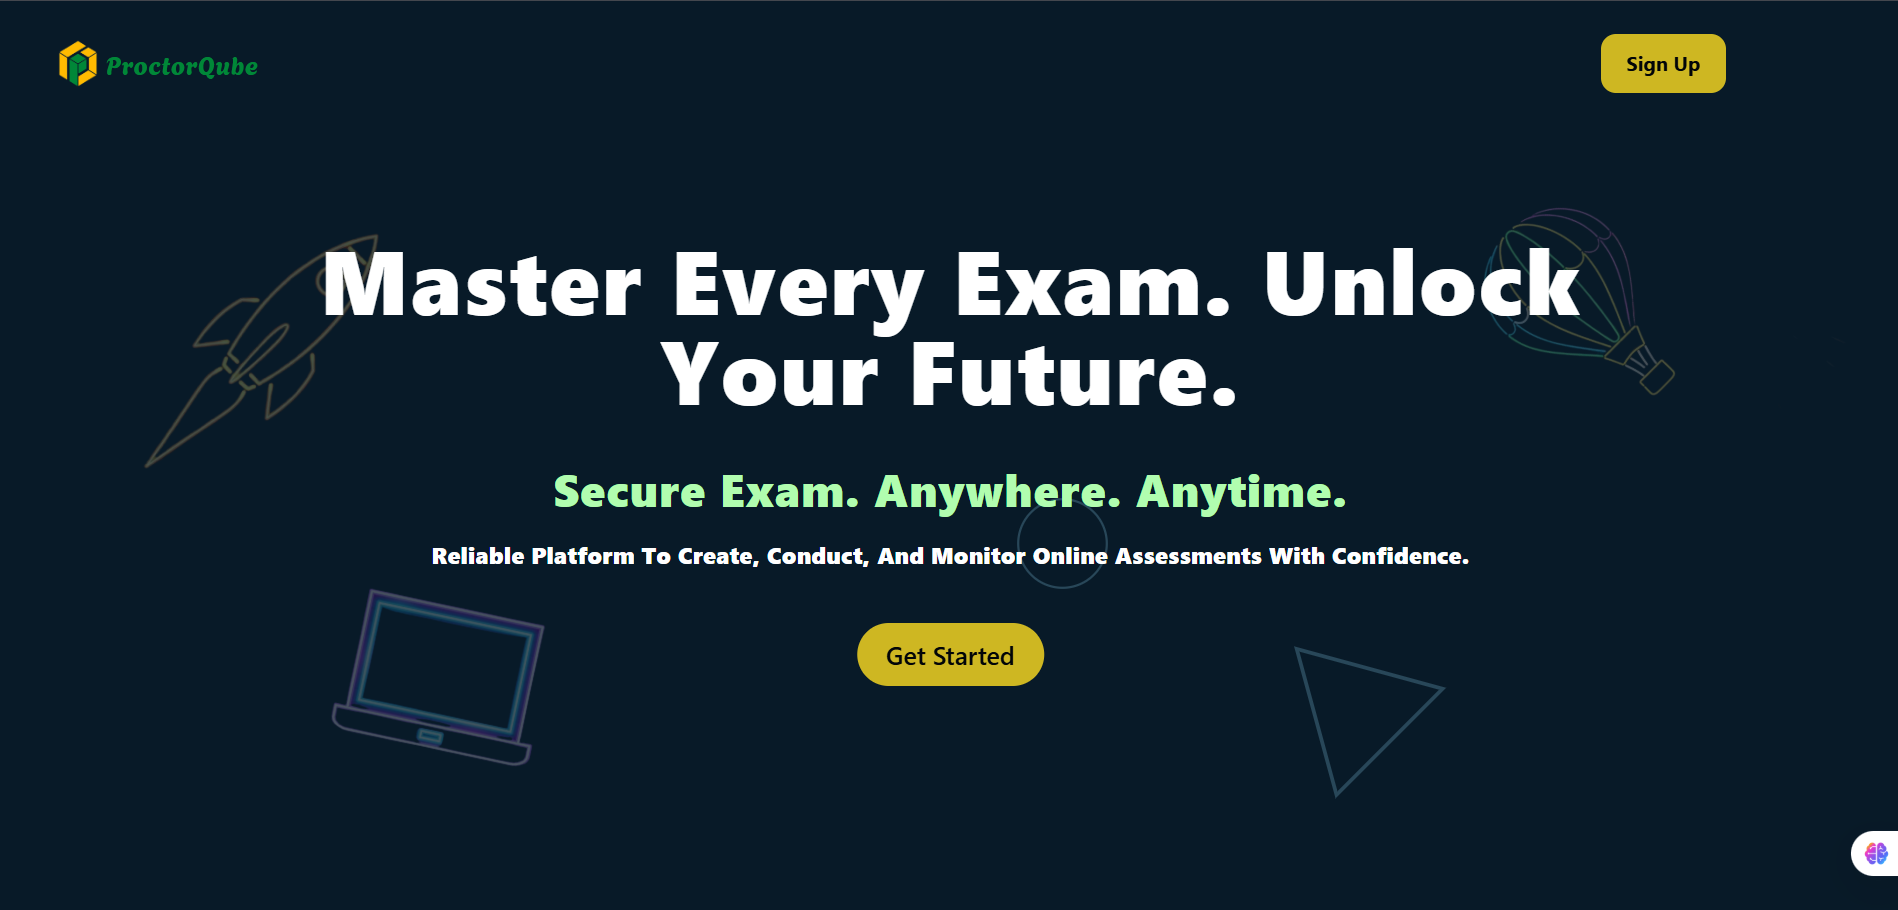 ProctorQube
Sign Up
Master Every Exam. Unlock
Your Future.
Secure Exam. Anywhere. Anytime.
Reliable Platform To Create, Conduct, And Monitor Online Assessments With Confidence.
Get Started